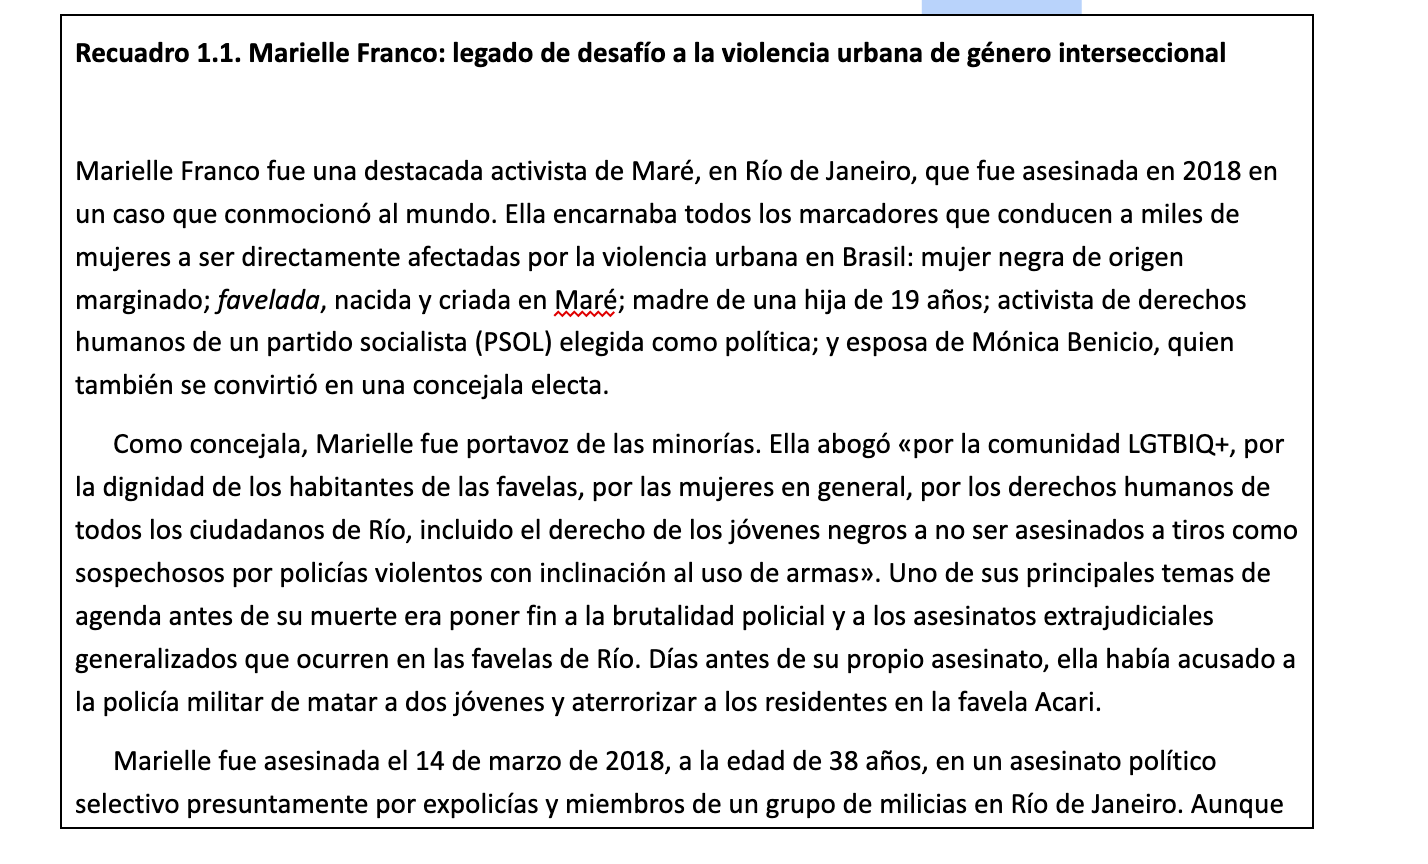 Recuadro 1.1. Marielle Franco: legado de desafío a la violencia urbana de género interseccional
Marielle Franco fue una destacada activista de Maré, en Río de Janeiro, que fue asesinada en 2018 en
un caso que conmocionó al mundo. Ella encarnaba todos los marcadores que conducen a miles de
mujeres a ser directamente afectadas por la violencia urbana en Brasil: mujer negra de origen
marginado; favelada, nacida y criada en Maré; madre de una hija de 19 años; activista de derechos
humanos de un partido socialista (PSOL) elegida como política; y esposa de Mónica Benicio, quien
también se convirtió en una concejala electa.
Como concejala, Marielle fue portavoz de las minorías. Ella abogó «por la comunidad LGTBIQ+, por
la dignidad de los habitantes de las favelas, por las mujeres en general, por los derechos humanos de
todos los ciudadanos de Río, incluido el derecho de los jóvenes negros a no ser asesinados a tiros como
sospechosos por policías violentos con inclinación al uso de armas». Uno de sus principales temas de
agenda antes de su muerte era poner fin a la brutalidad policial y a los asesinatos extrajudiciales
generalizados que ocurren en las favelas de Río. Días antes de su propio asesinato, ella había acusado a
la policía militar de matar a dos jóvenes y aterrorizar a los residentes en la favela Acari.
Marielle fue asesinada el 14 de marzo de 2018, a la edad de 38 años, en un asesinato político
selectivo presuntamente por expolicías y miembros de un grupo de milicias en Río de Janeiro. Aunque